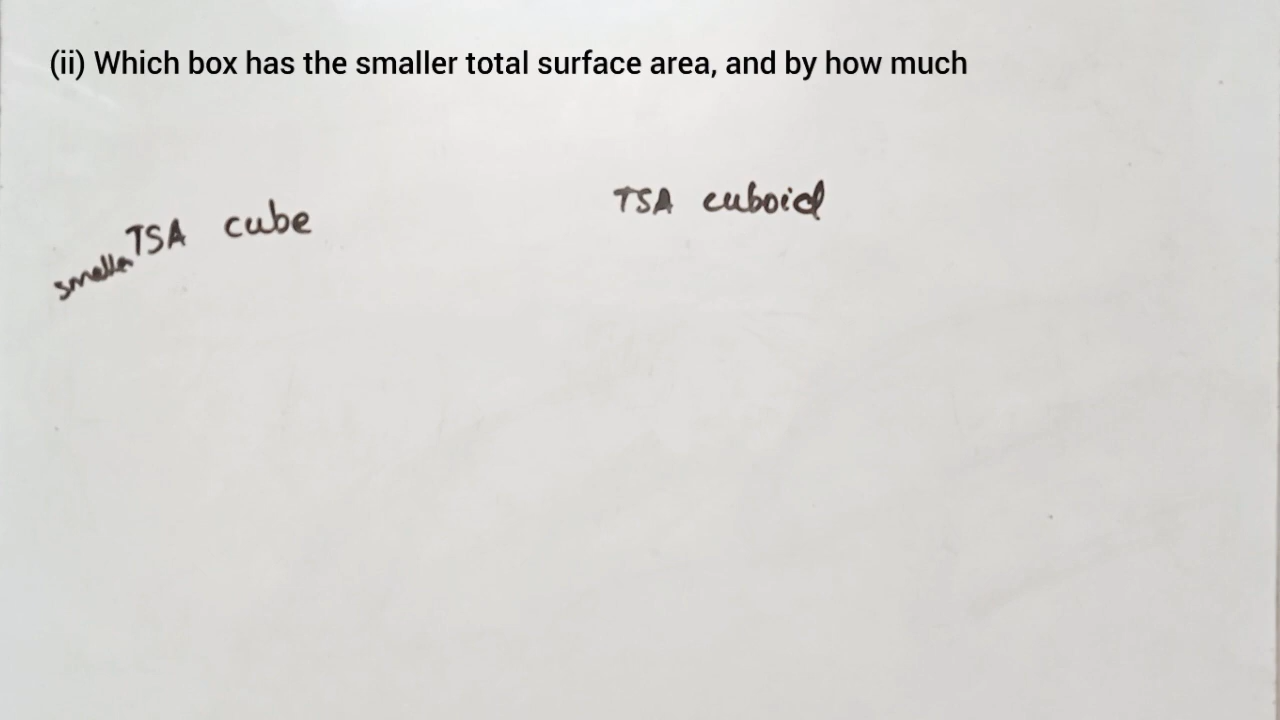 (ii) Which box has the smaller total surface area, and by how much
TSA cuboid
TSA cube
smaller